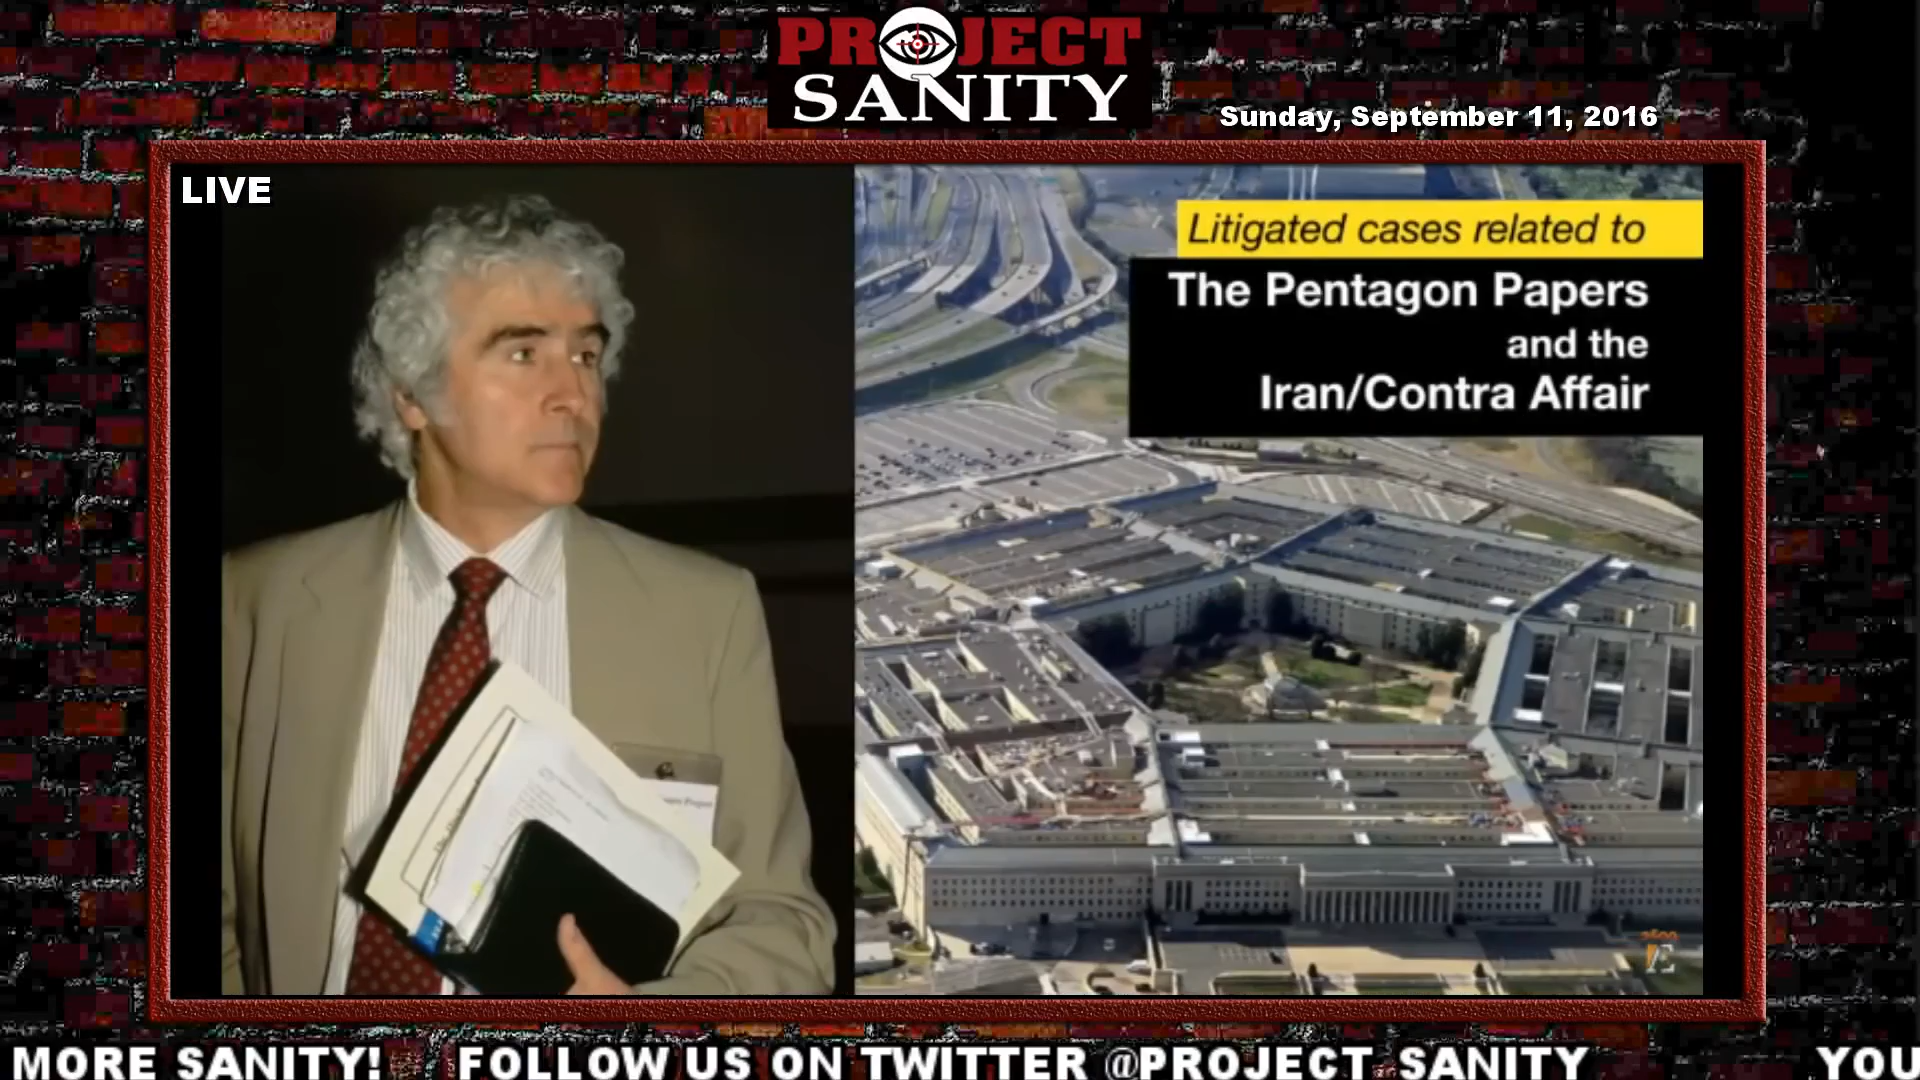 PROJECT
SANITY
Sunday, September 11, 2016
LIVE
Litigated cases related to
The Pentagon Papers
and the
Iran/Contra Affair
MORE SANITY! FOLLOW US ON TWITTER @PROJECT_SANITY YOU